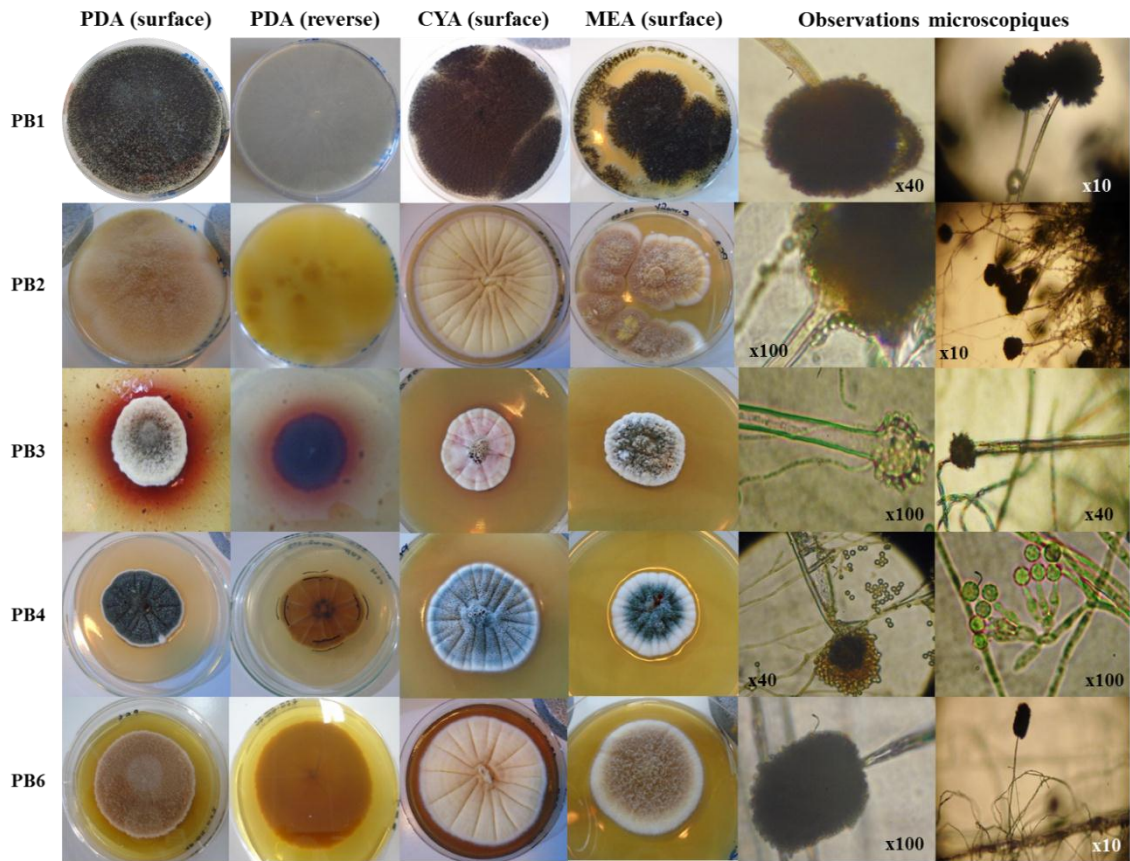 PDA (surface) PDA (reverse) CYA (surface) MEA (surface) Observations microscopiques
PB1
x40 x10
PB2
x100 x10
PB3
x100 x40
PB4
x40 x100
PB6
x100 x10